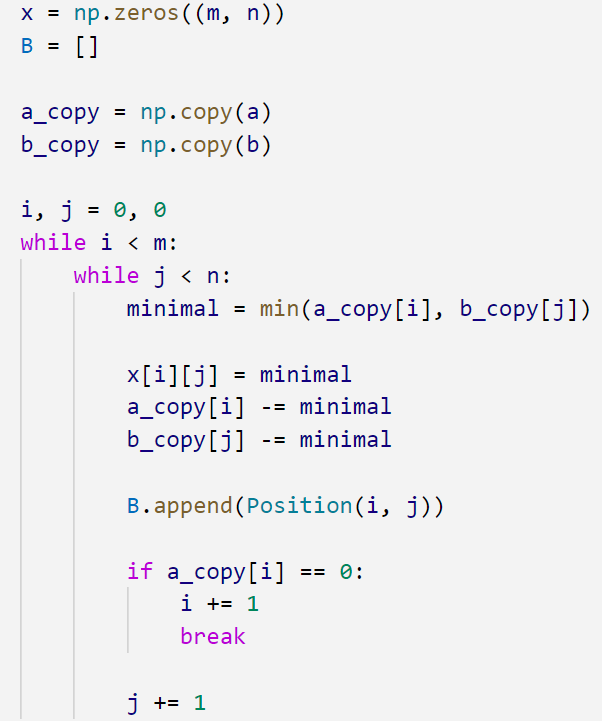 x = np.zeros((m, n))
B = []
a_copy = np.copy(a)
b_copy = np.copy(b)
i, j = 0, 0
while i < m:
while j < n:
minimal = min(a_copy[i], b_copy[j])
x[i][j] = minimal
a_copy[i] -= minimal
b_copy[j] -= minimal
B.append(Position(i, j))
if a_copy[i] == 0:
i += 1
break
j += 1